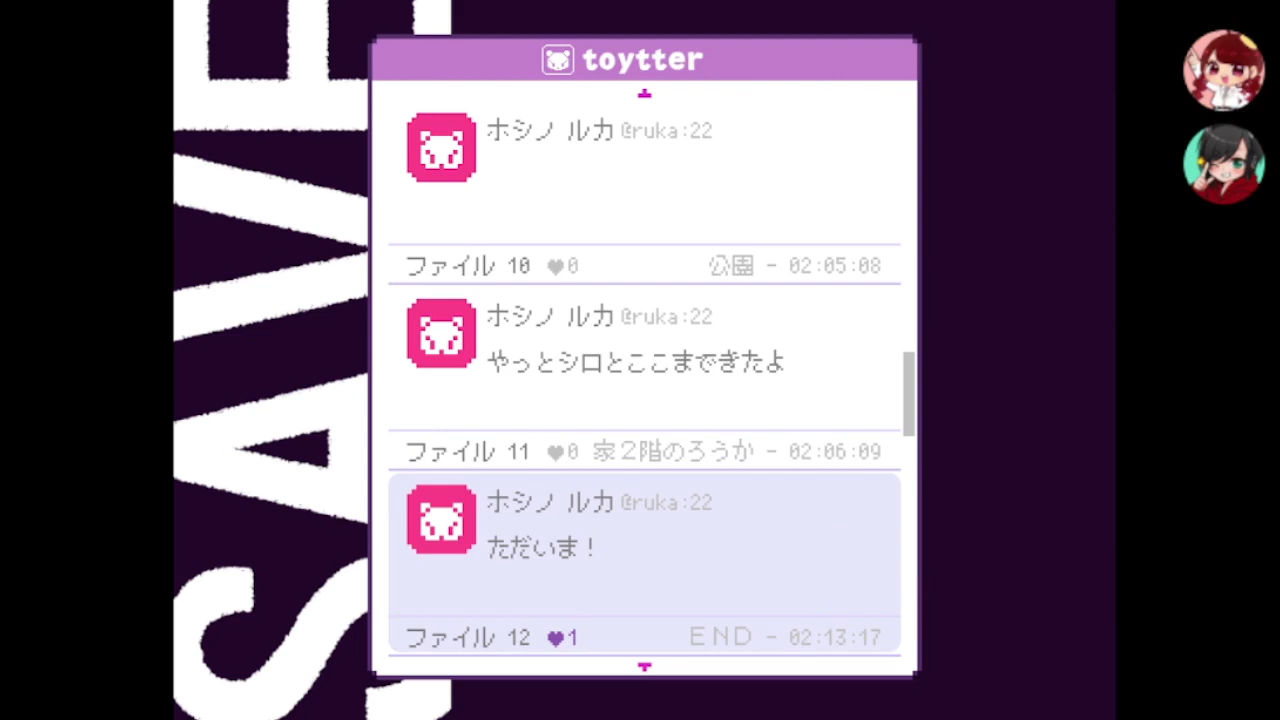 SAVE
toytter
ホシノ ルカ @ruka:22
ファイル 10 ♥0 公園 - 02:05:08
ホシノ ルカ @ruka:22
やっとシロとここまできたよ
ファイル 11 ♥0 家2階のろうか - 02:06:09
ホシノ ルカ @ruka:22
ただいま！
ファイル 12 ♥1 END - 02:13:17